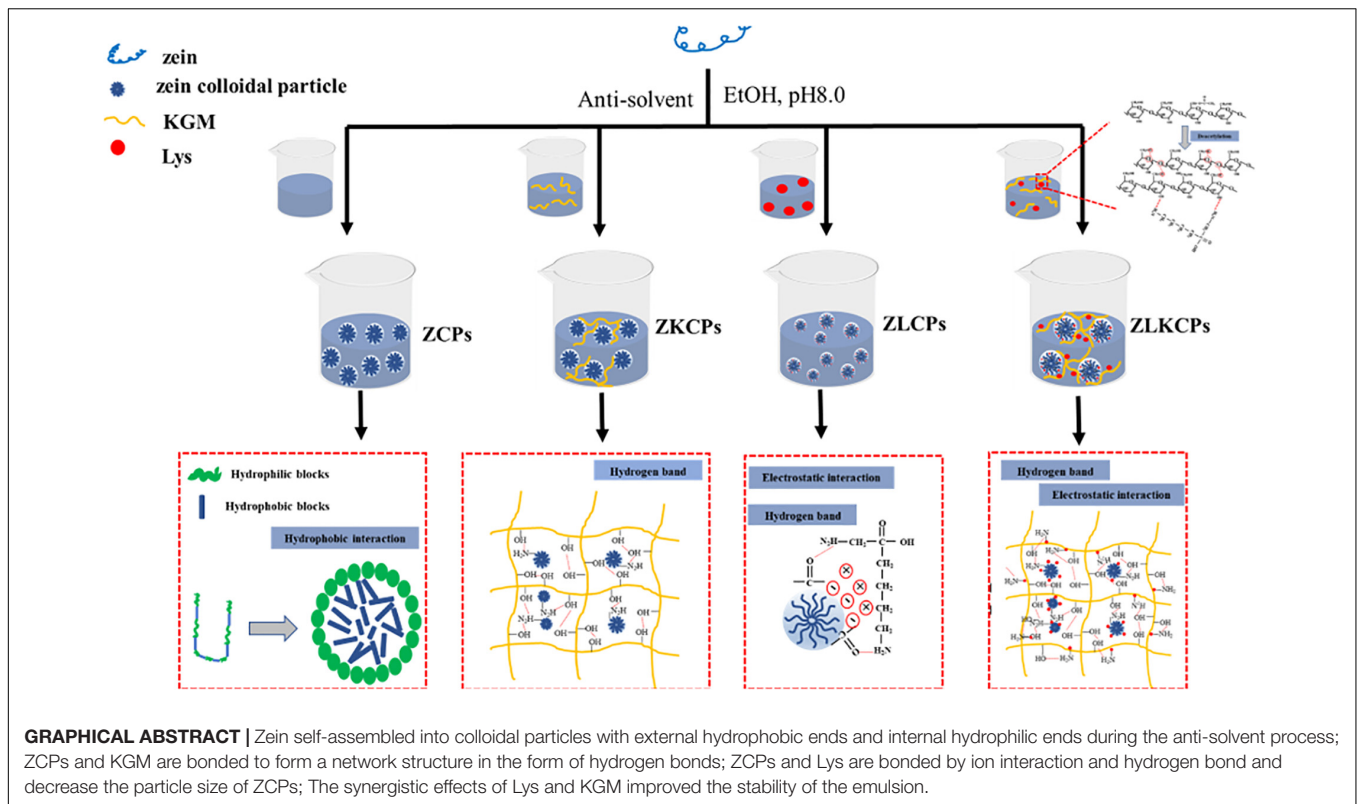 zein
zein colloidal particle
KGM
Lys
Anti-solvent
EtOH, pH8.0
Deacetylation
ZCPs
ZKCPs
ZLCPs
ZLKCPs
Hydrophilic blocks
Hydrophobic blocks
Hydrophobic interaction
Hydrogen band
Electrostatic interaction
Hydrogen band
Hydrogen band
Electrostatic interaction
GRAPHICAL ABSTRACT | Zein self-assembled into colloidal particles with external hydrophobic ends and internal hydrophilic ends during the anti-solvent process;
ZCPs and KGM are bonded to form a network structure in the form of hydrogen bonds; ZCPs and Lys are bonded by ion interaction and hydrogen bond and
decrease the particle size of ZCPs; The synergistic effects of Lys and KGM improved the stability of the emulsion.